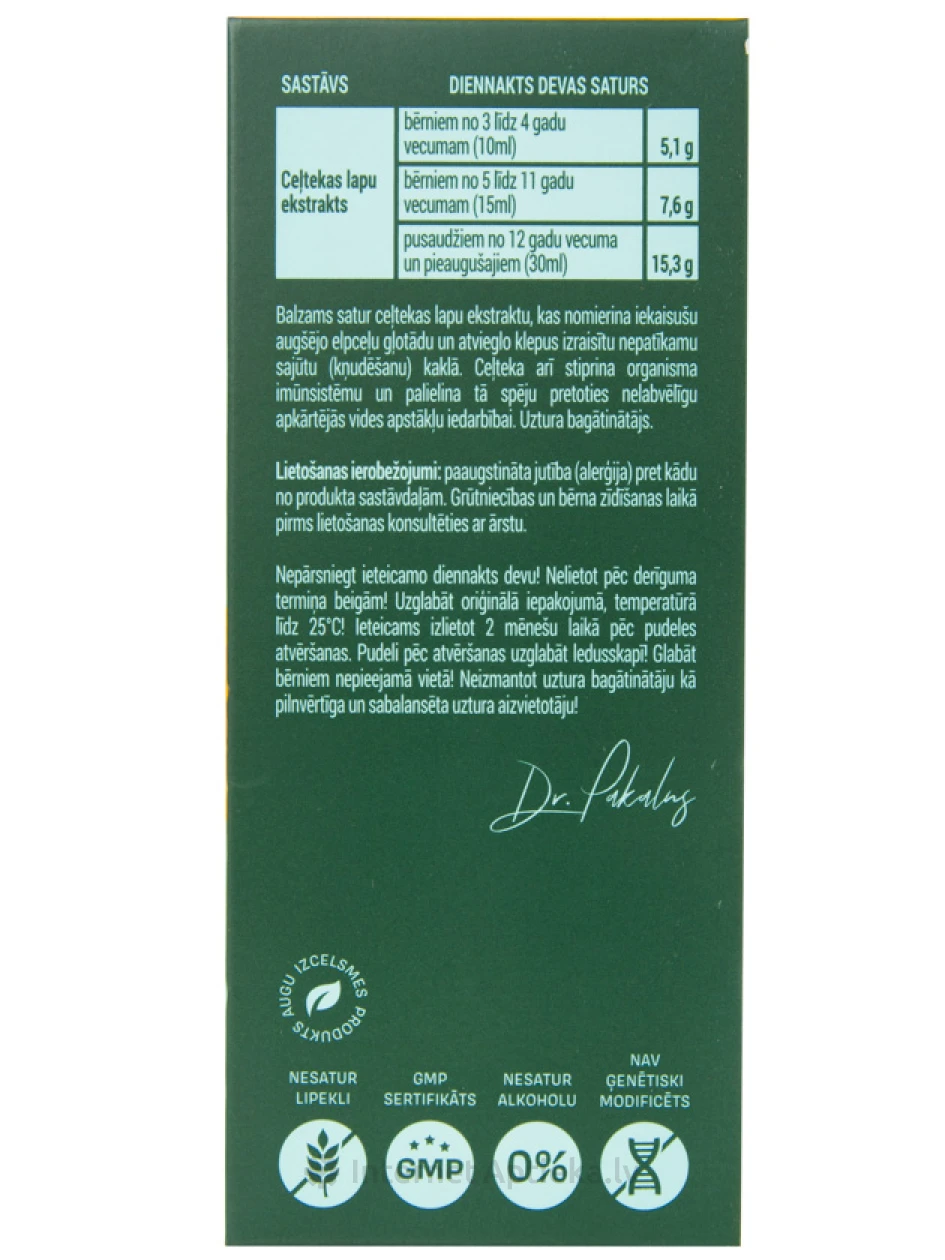 SASTĀVS DIENNAKTS DEVAS SATURS
Ceļtekas lapu
ekstrakts
bērniem no 3 līdz 4 gadu
vecumam (10ml) 5,1 g
bērniem no 5 līdz 11 gadu
vecumam (15ml) 7,6 g
pusaudžiem no 12 gadu vecuma
un pieaugušajiem (30ml) 15,3 g
Balzams satur ceļtekas lapu ekstraktu, kas nomierina iekaisušu
augšējo elpceļu gļotādu un atvieglo klepus izraisītu nepatīkamu
sajūtu (kņudēšanu) kaklā. Ceļteka arī stiprina organisma
imūnsistēmu un palielina tā spēju pretoties nelabvēlīgu
apkārtējās vides apstākļu iedarbībai. Uztura bagātinātājs.
Lietošanas ierobežojumi: paaugstināta jutība (alerģija) pret kādu
no produkta sastāvdaļām. Grūtniecības un bērna zīdīšanas laikā
pirms lietošanas konsultēties ar ārstu.
Nepārsniegt ieteicamo diennakts devu! Nelietot pēc derīguma
termiņa beigām! Uzglabāt oriģinālā iepakojumā, temperatūrā
līdz 25°C! Ieteicams izlietot 2 mēnešu laikā pēc pudeles
atvēršanas. Pudeli pēc atvēršanas uzglabāt ledusskapī! Glabāt
bērniem nepieejamā vietā! Neizmantot uztura bagātinātāju kā
pilnvērtīga un sabalansēta uztura aizvietotāju!
Dr. Pakalns
AUGU IZCELSMES PRODUKTS
NESATUR
LIPEKLI
GMP
SERTIFIKĀTS
NESATUR
ALKOHOLU
NAV
ĢENĒTISKI
MODIFICĒTS
GMP
0%
Internet Aptieka.lv